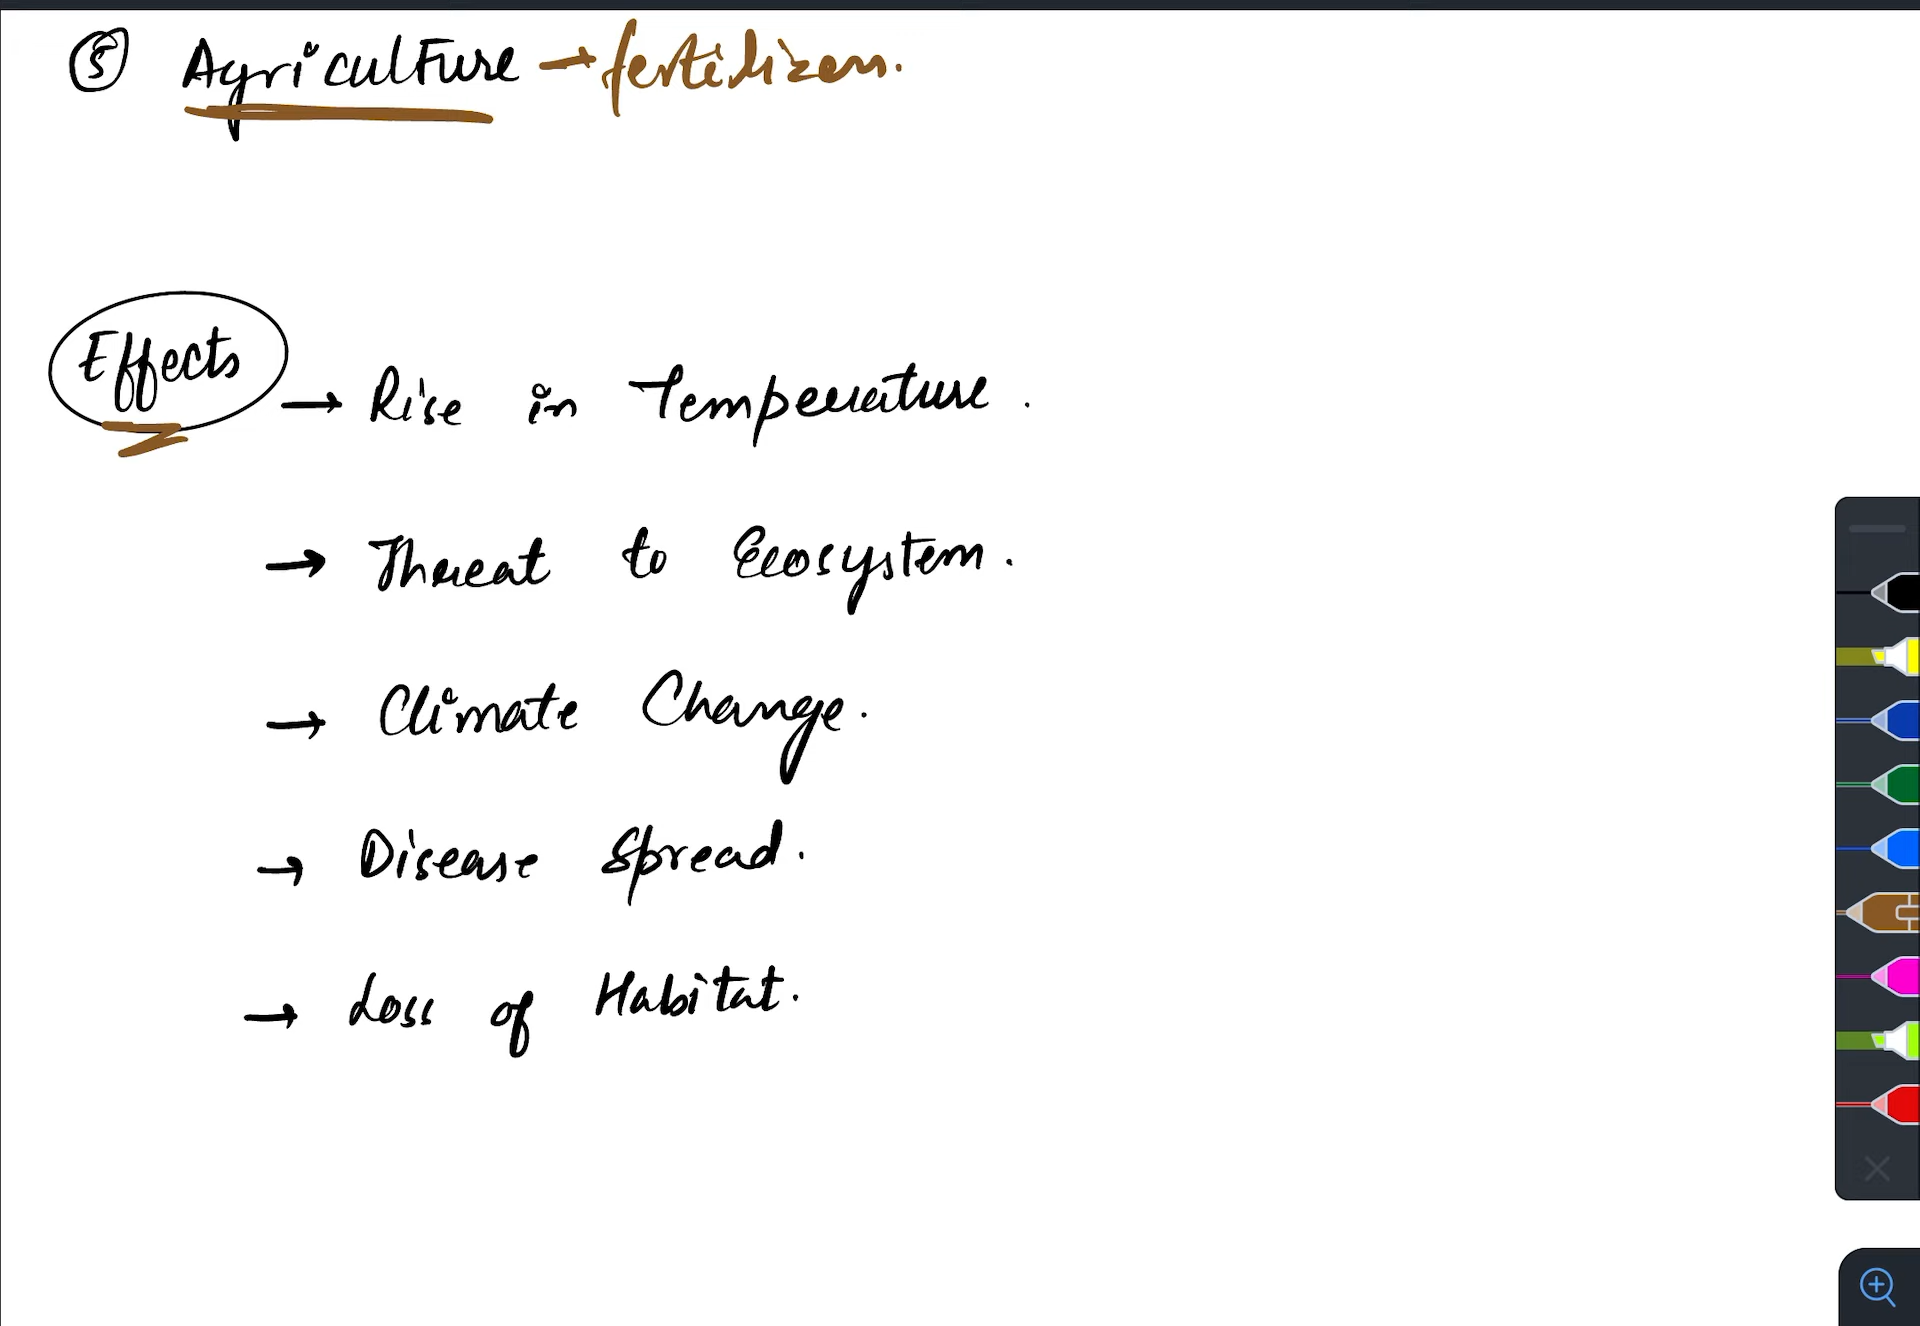 ⑤ Agriculture → fertilizers.
Effects
→ Rise in Temperature.
→ Threat to Ecosystem.
→ Climate Change.
→ Disease Spread.
→ Loss of Habitat.